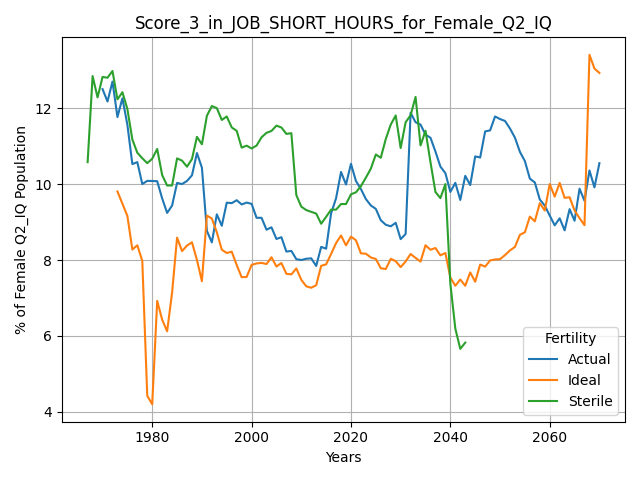 Score_3_in_JOB_SHORT_HOURS_for_Female_Q2_IQ
% of Female Q2_IQ Population
12
10
8
6
4
1980 2000 2020 2040 2060
Years
Fertility
Actual
Ideal
Sterile